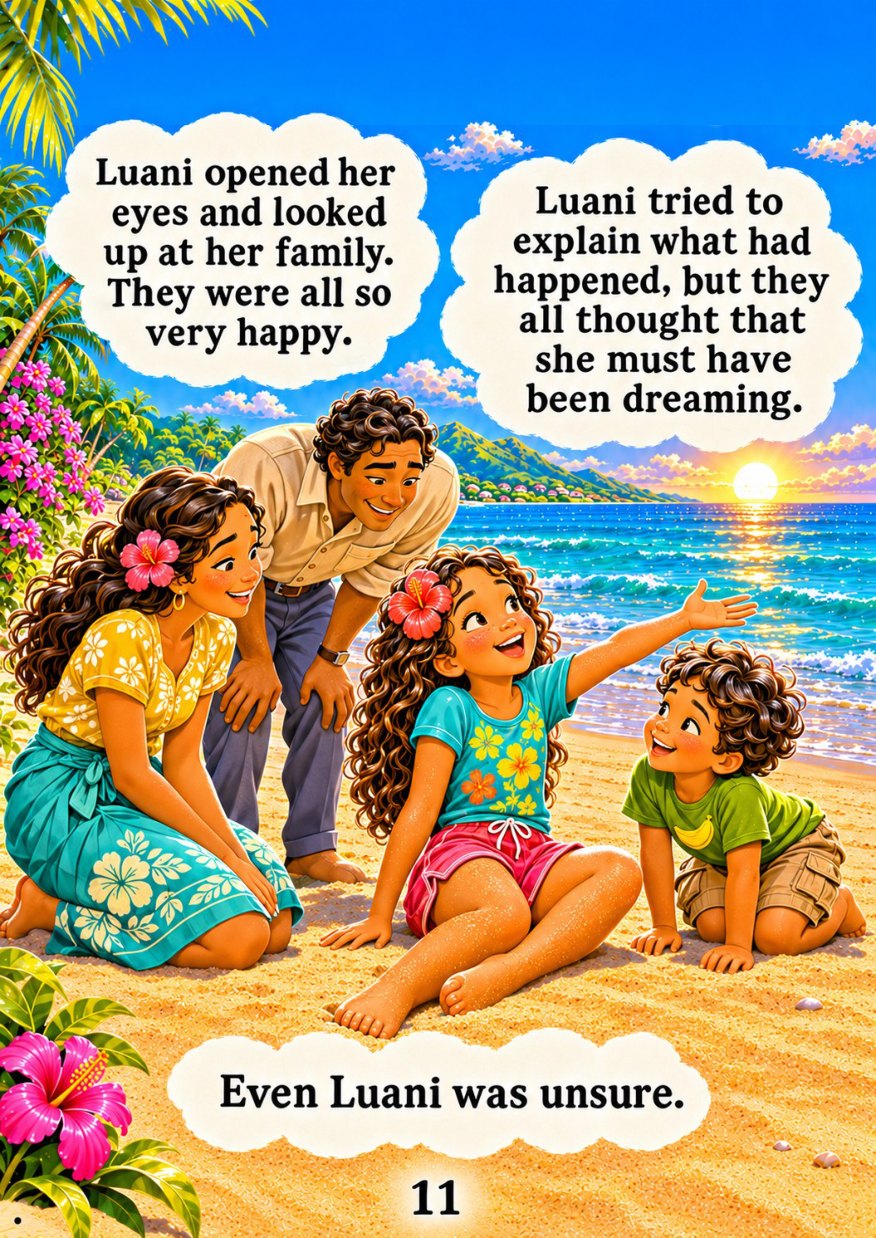 Luani opened her
eyes and looked
up at her family.
They were all so
very happy.
Luani tried to
explain what had
happened, but they
all thought that
she must have
been dreaming.
Even Luani was unsure.
11